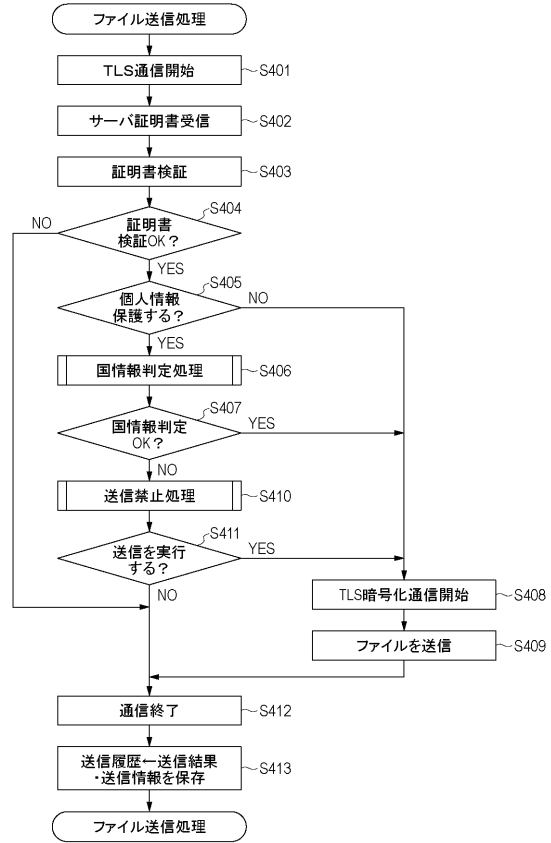 ファイル送信処理
TLS通信開始
S401
サーバ証明書受信
S402
証明書検証
S403
S404
証明書
検証OK?
NO
YES
S405
個人情報
保護する?
NO
YES
国情報判定処理
S406
S407
国情報判定
OK?
YES
NO
送信禁止処理
S410
S411
送信を実行
する?
YES
NO
TLS暗号化通信開始
S408
ファイルを送信
S409
通信終了
S412
送信履歴←送信結果
・送信情報を保存
S413
ファイル送信処理